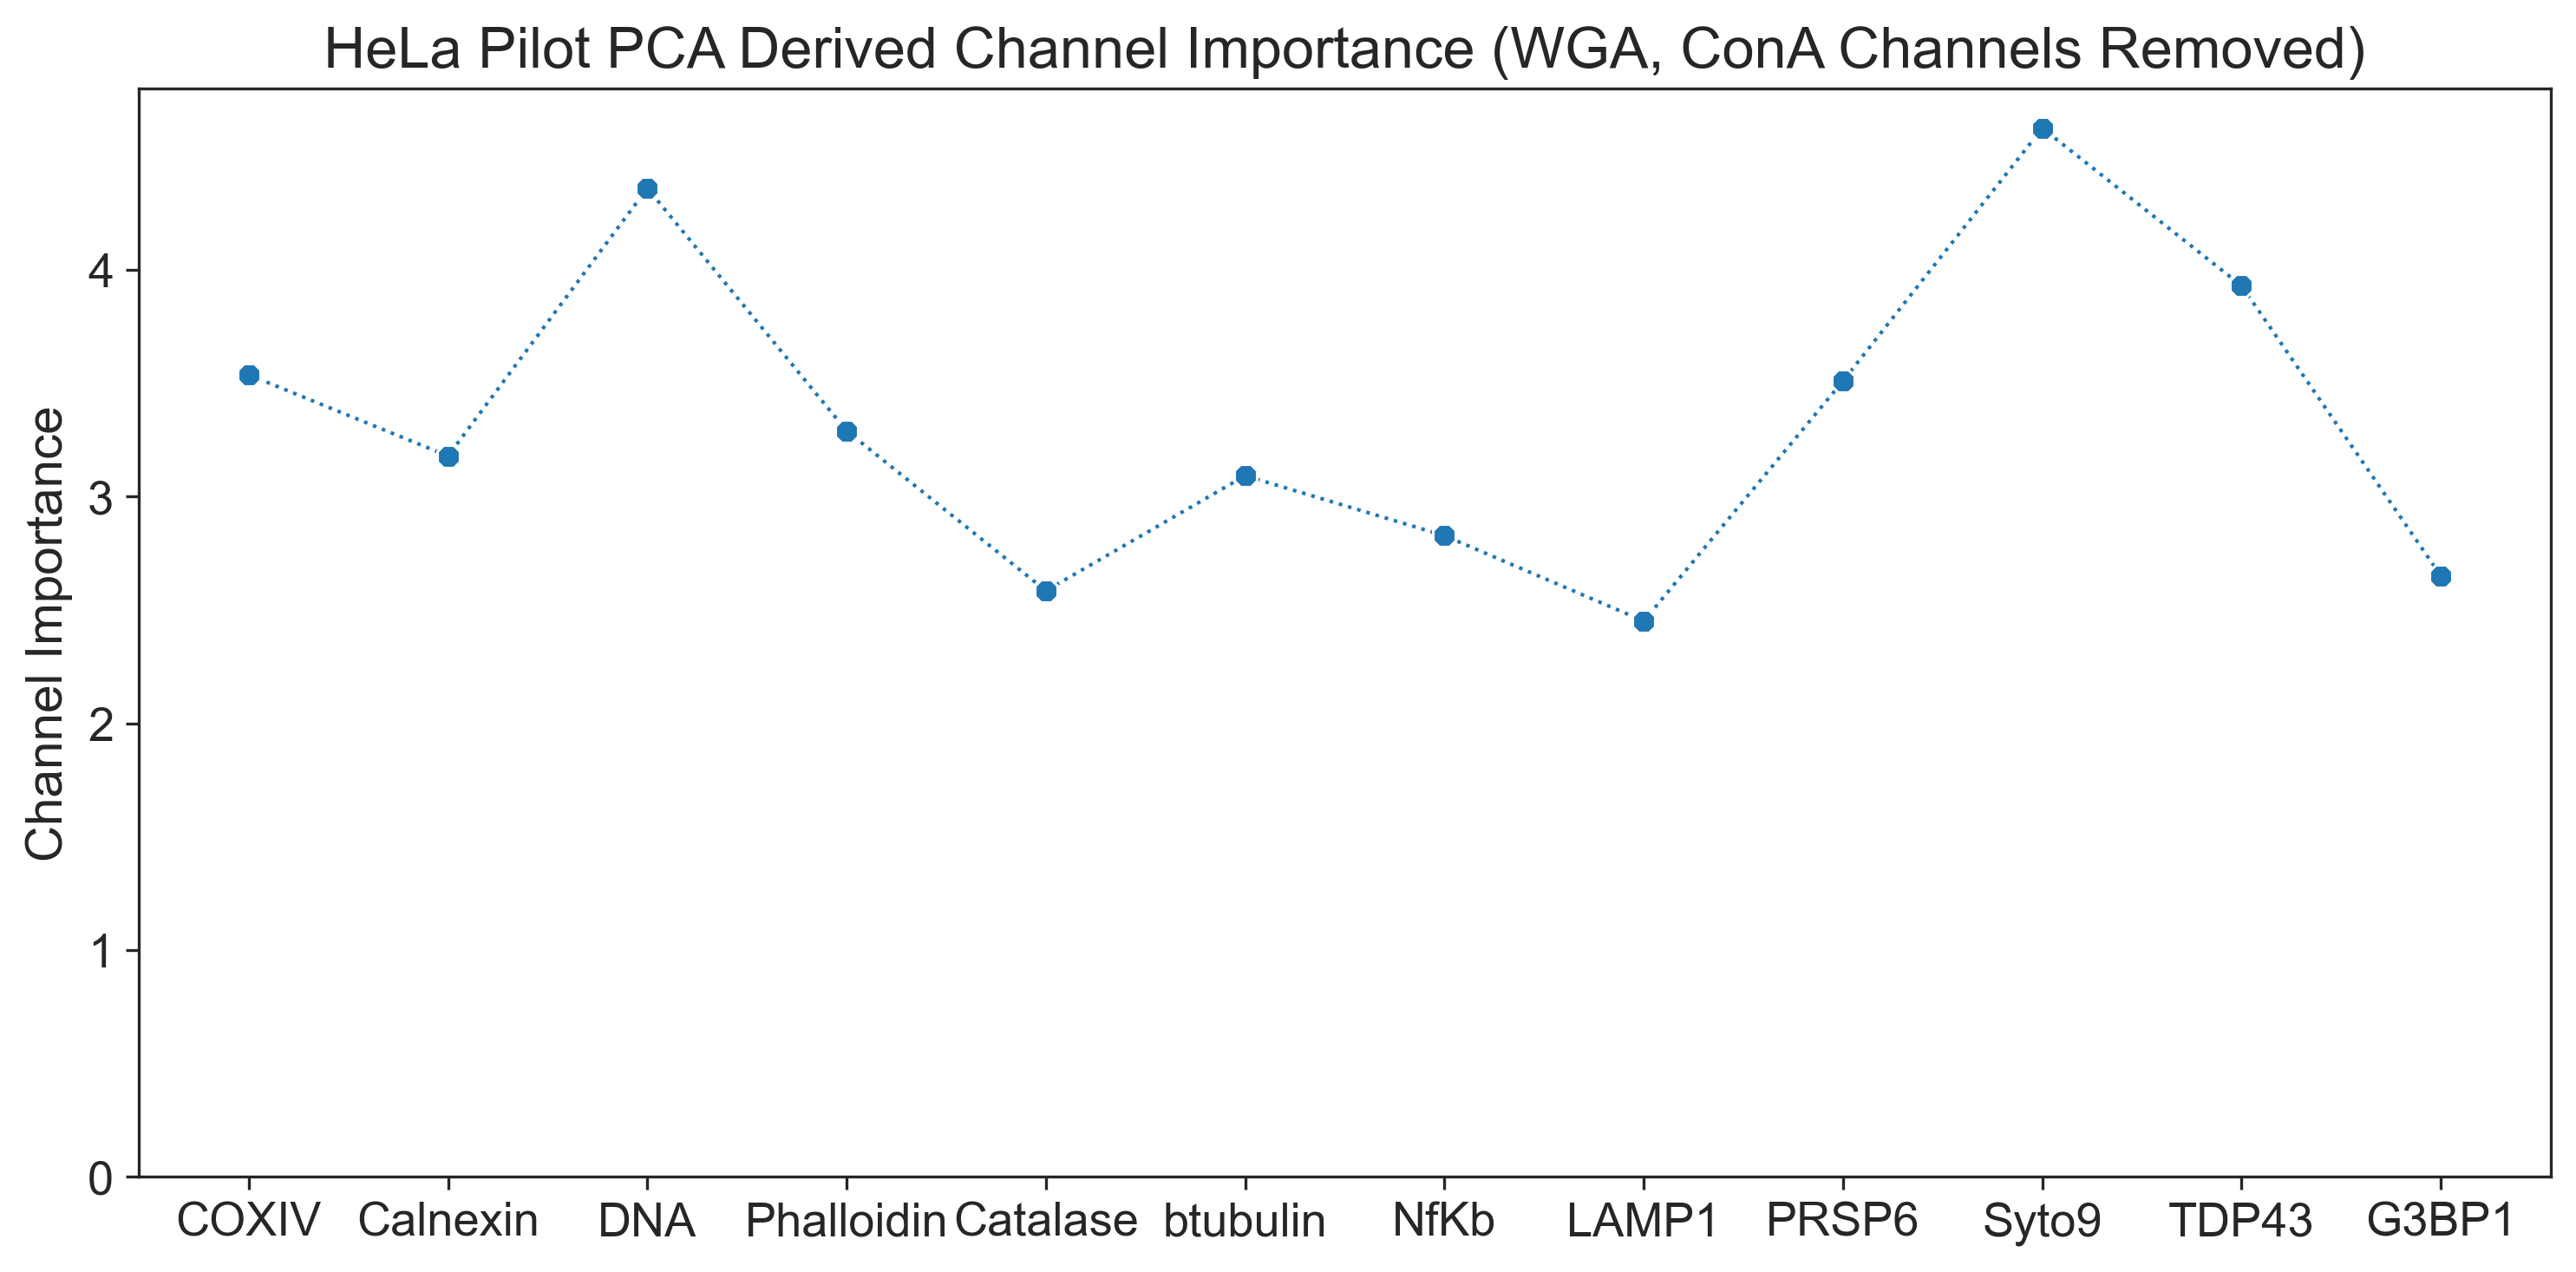 HeLa Pilot PCA Derived Channel Importance (WGA, ConA Channels Removed)
Channel Importance
4
3
2
1
0
COXIV Calnexin DNA Phalloidin Catalase btubulin NfKb LAMP1 PRSP6 Syto9 TDP43 G3BP1